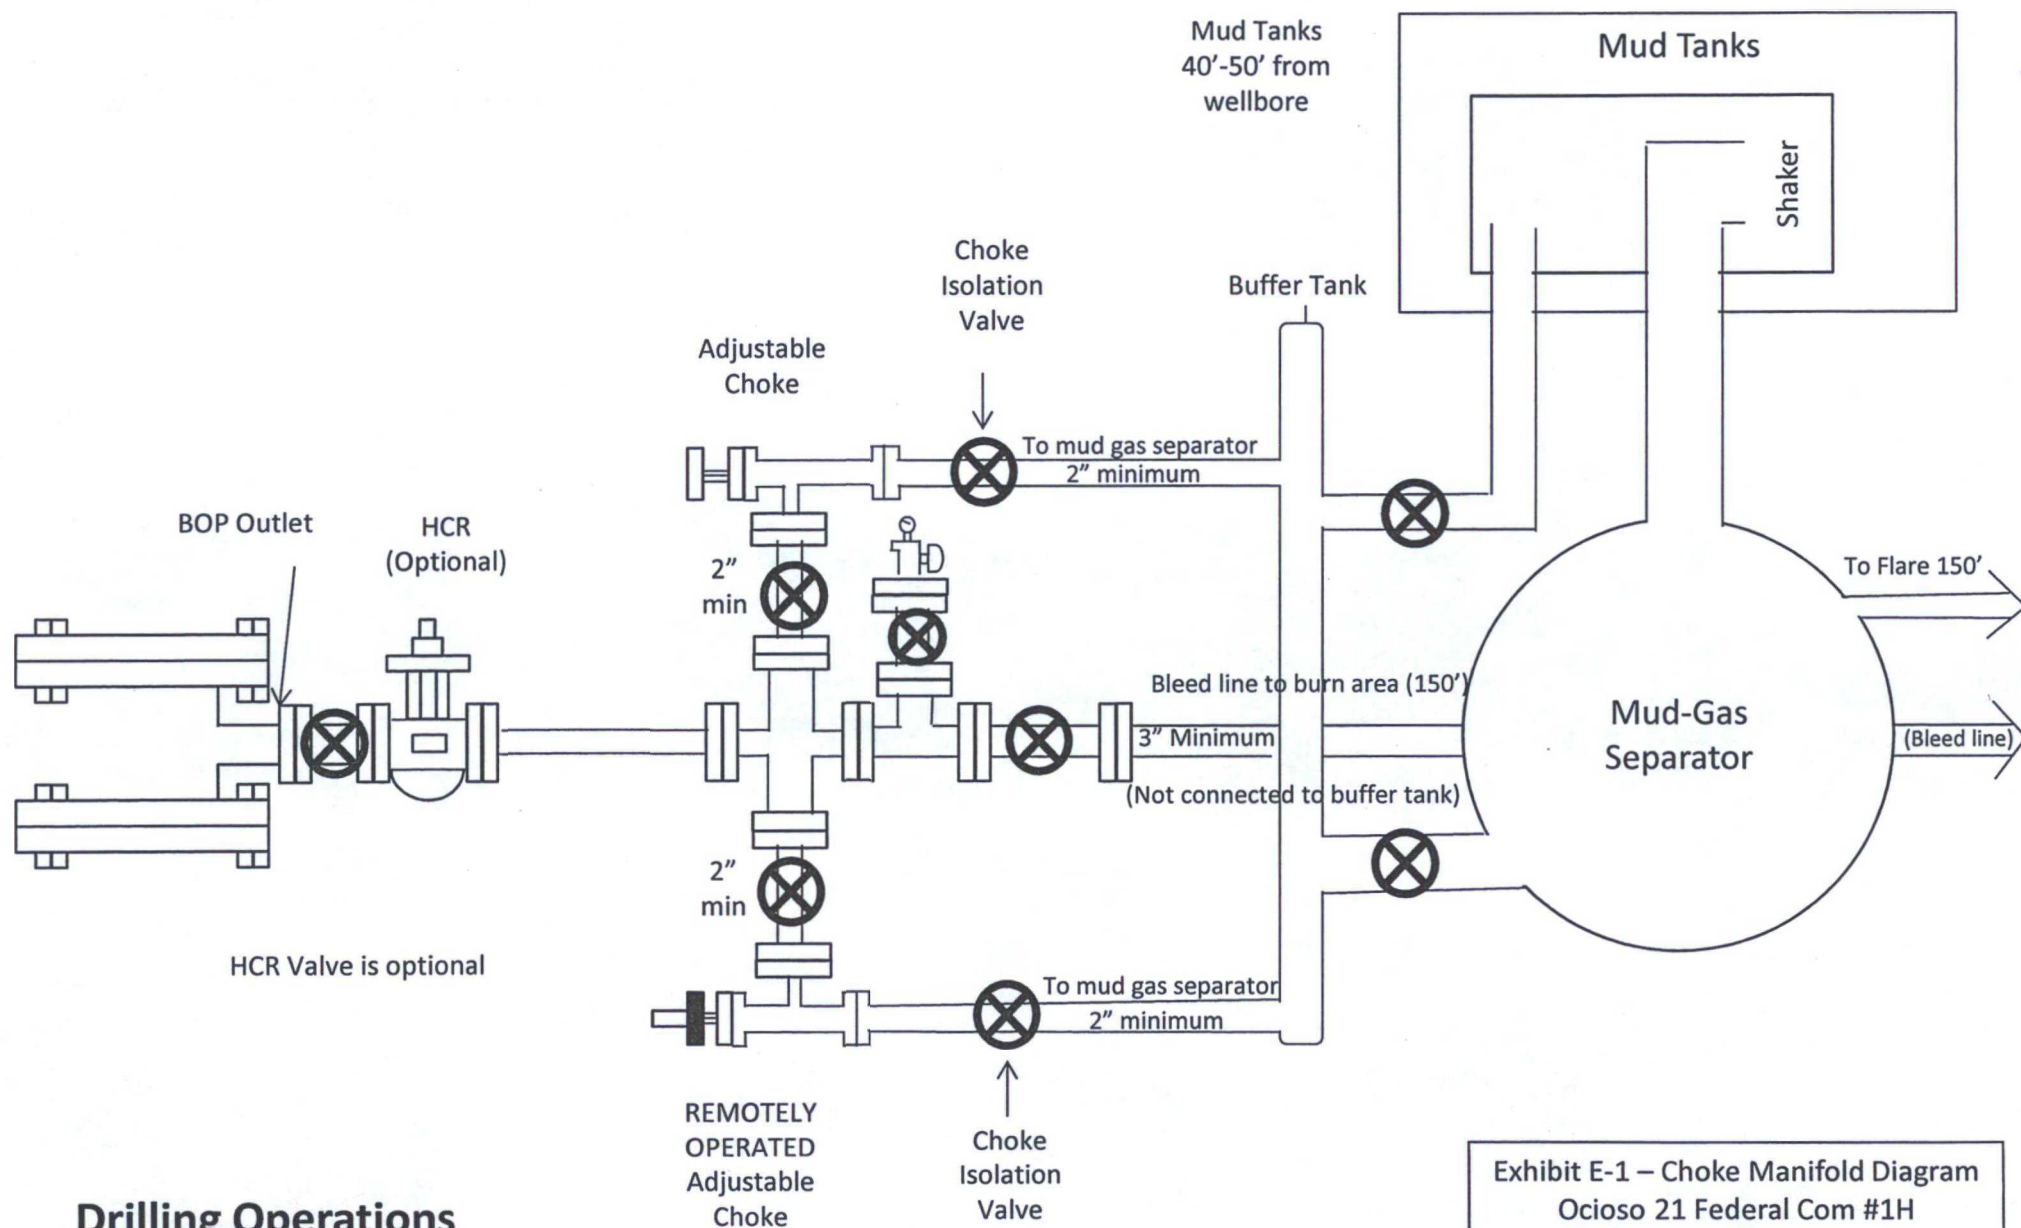 Mud Tanks
40'-50' from
wellbore
Mud Tanks
Shaker
Choke
Isolation
Valve
Buffer Tank
Adjustable
Choke
To mud gas separator
2" minimum
BOP Outlet
HCR
(Optional)
2"
min
To Flare 150'
Bleed line to burn area (150')
3" Minimum
(Not connected to buffer tank)
Mud-Gas
Separator
(Bleed line)
2"
min
HCR Valve is optional
To mud gas separator
2" minimum
REMOTELY
OPERATED
Adjustable
Choke
Choke
Isolation
Valve
Exhibit E-1 – Choke Manifold Diagram
Ocioso 21 Federal Com #1H
Drilling Operations